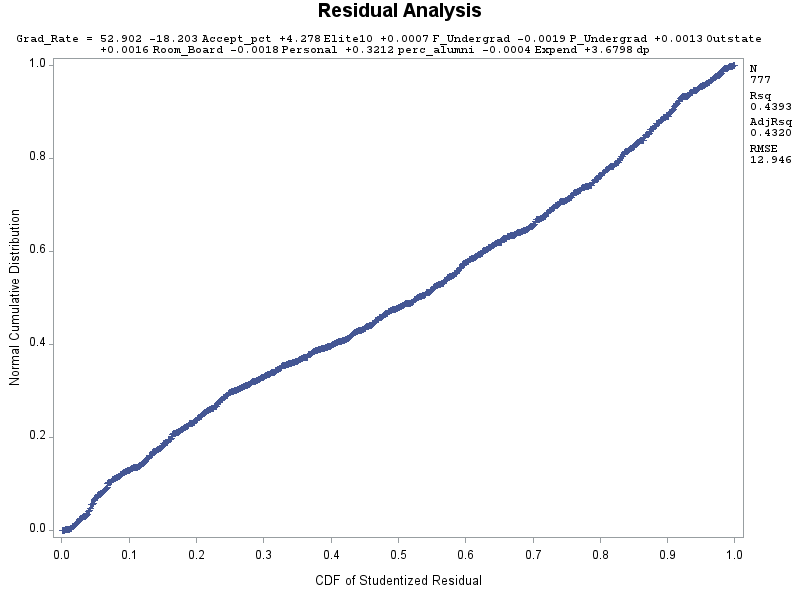 Residual Analysis
Grad_Rate = 52.902 -18.203 Accept_pct +4.278 Elite10 +0.0007 F_Undergrad -0.0019 P_Undergrad +0.0013 Outstate
+0.0016 Room_Board -0.0018 Personal +0.3212 perc_alumni -0.0004 Expend +3.6798 dp
N
777
Rsq
0.4393
AdjRsq
0.4320
RMSE
12.946
Normal Cumulative Distribution
1.0
0.8
0.6
0.4
0.2
0.0
0.0 0.1 0.2 0.3 0.4 0.5 0.6 0.7 0.8 0.9 1.0
CDF of Studentized Residual